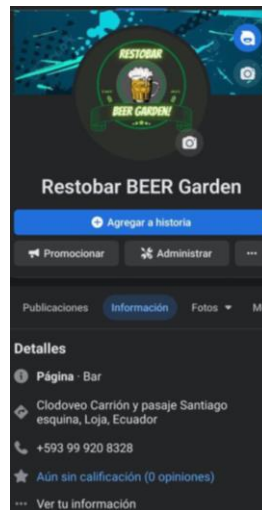 RESTOBAR
BEER GARDEN!
Restobar BEER Garden
Agregar a historia
Promocionar
Administrar
Publicaciones
Información
Fotos
M
Detalles
Página · Bar
Clodoveo Carrión y pasaje Santiago
esquina, Loja, Ecuador
+593 99 920 8328
Aún sin calificación (0 opiniones)
Ver tu información